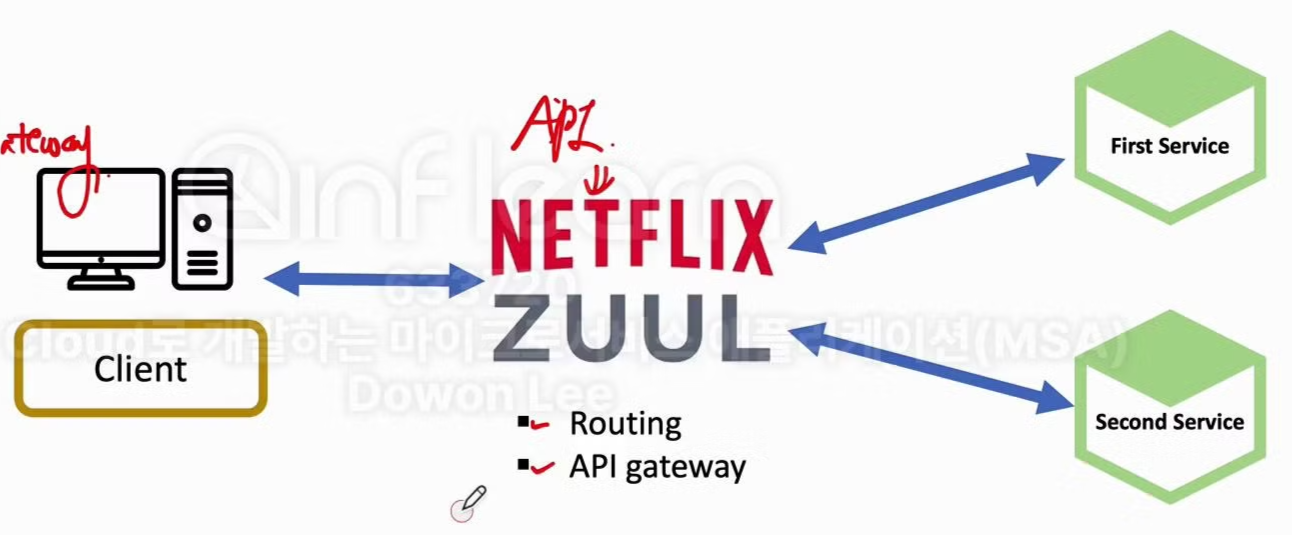 API.
ateway
inflearn
NETFLIX
ZUUL
First Service
633720
Cloud로 개발하는 마이크로서비스 애플리케이션(MSA)
Dowon Lee
Client
Second Service
▪ Routing
▪ API gateway